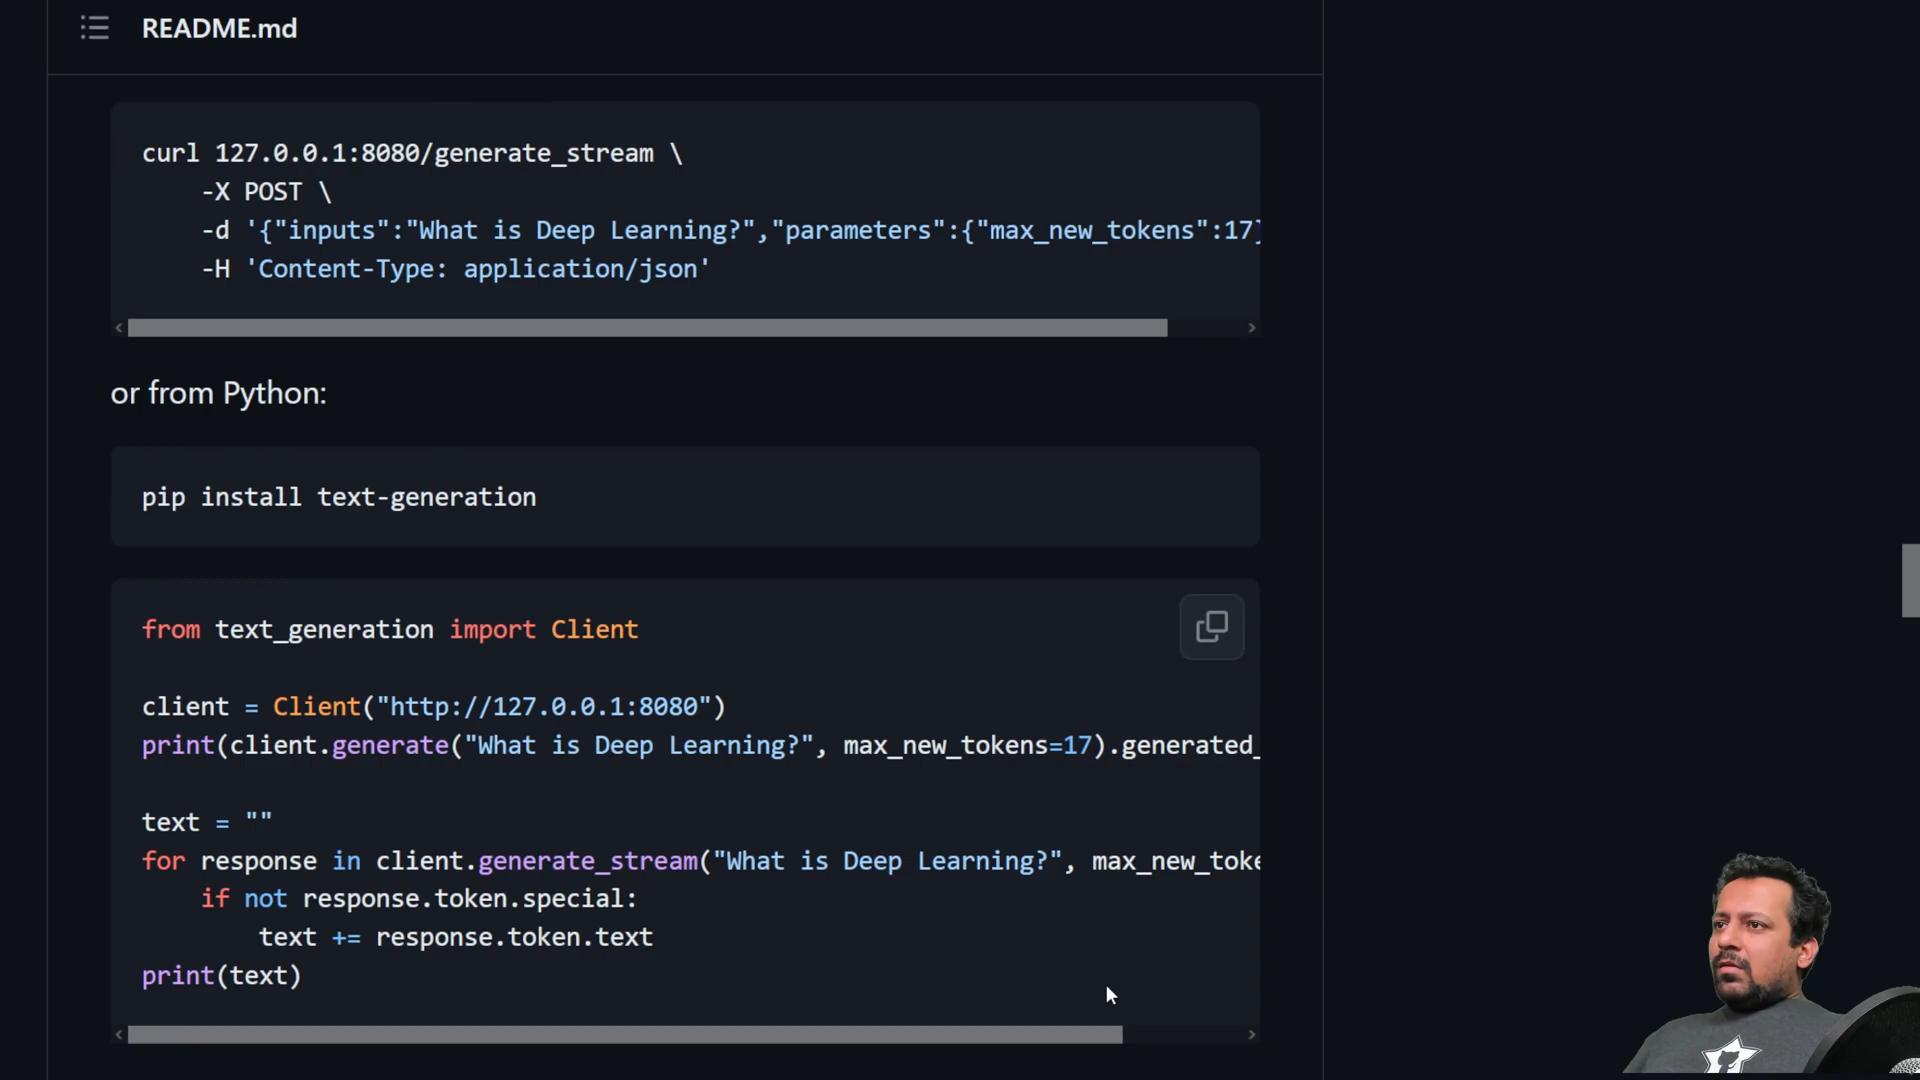 README.md
curl 127.0.0.1:8080/generate_stream \
-X POST \
-d '{"inputs":"What is Deep Learning?","parameters":{"max_new_tokens":17}
-H 'Content-Type: application/json'
or from Python:
pip install text-generation
from text_generation import Client
client = Client("http://127.0.0.1:8080")
print(client.generate("What is Deep Learning?", max_new_tokens=17).generated_
text = ""
for response in client.generate_stream("What is Deep Learning?", max_new_toke
if not response.token.special:
text += response.token.text
print(text)